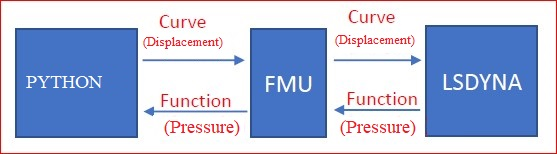 Curve
(Displacement)
Curve
(Displacement)
PYTHON
FMU
LSDYNA
Function
(Pressure)
Function
(Pressure)